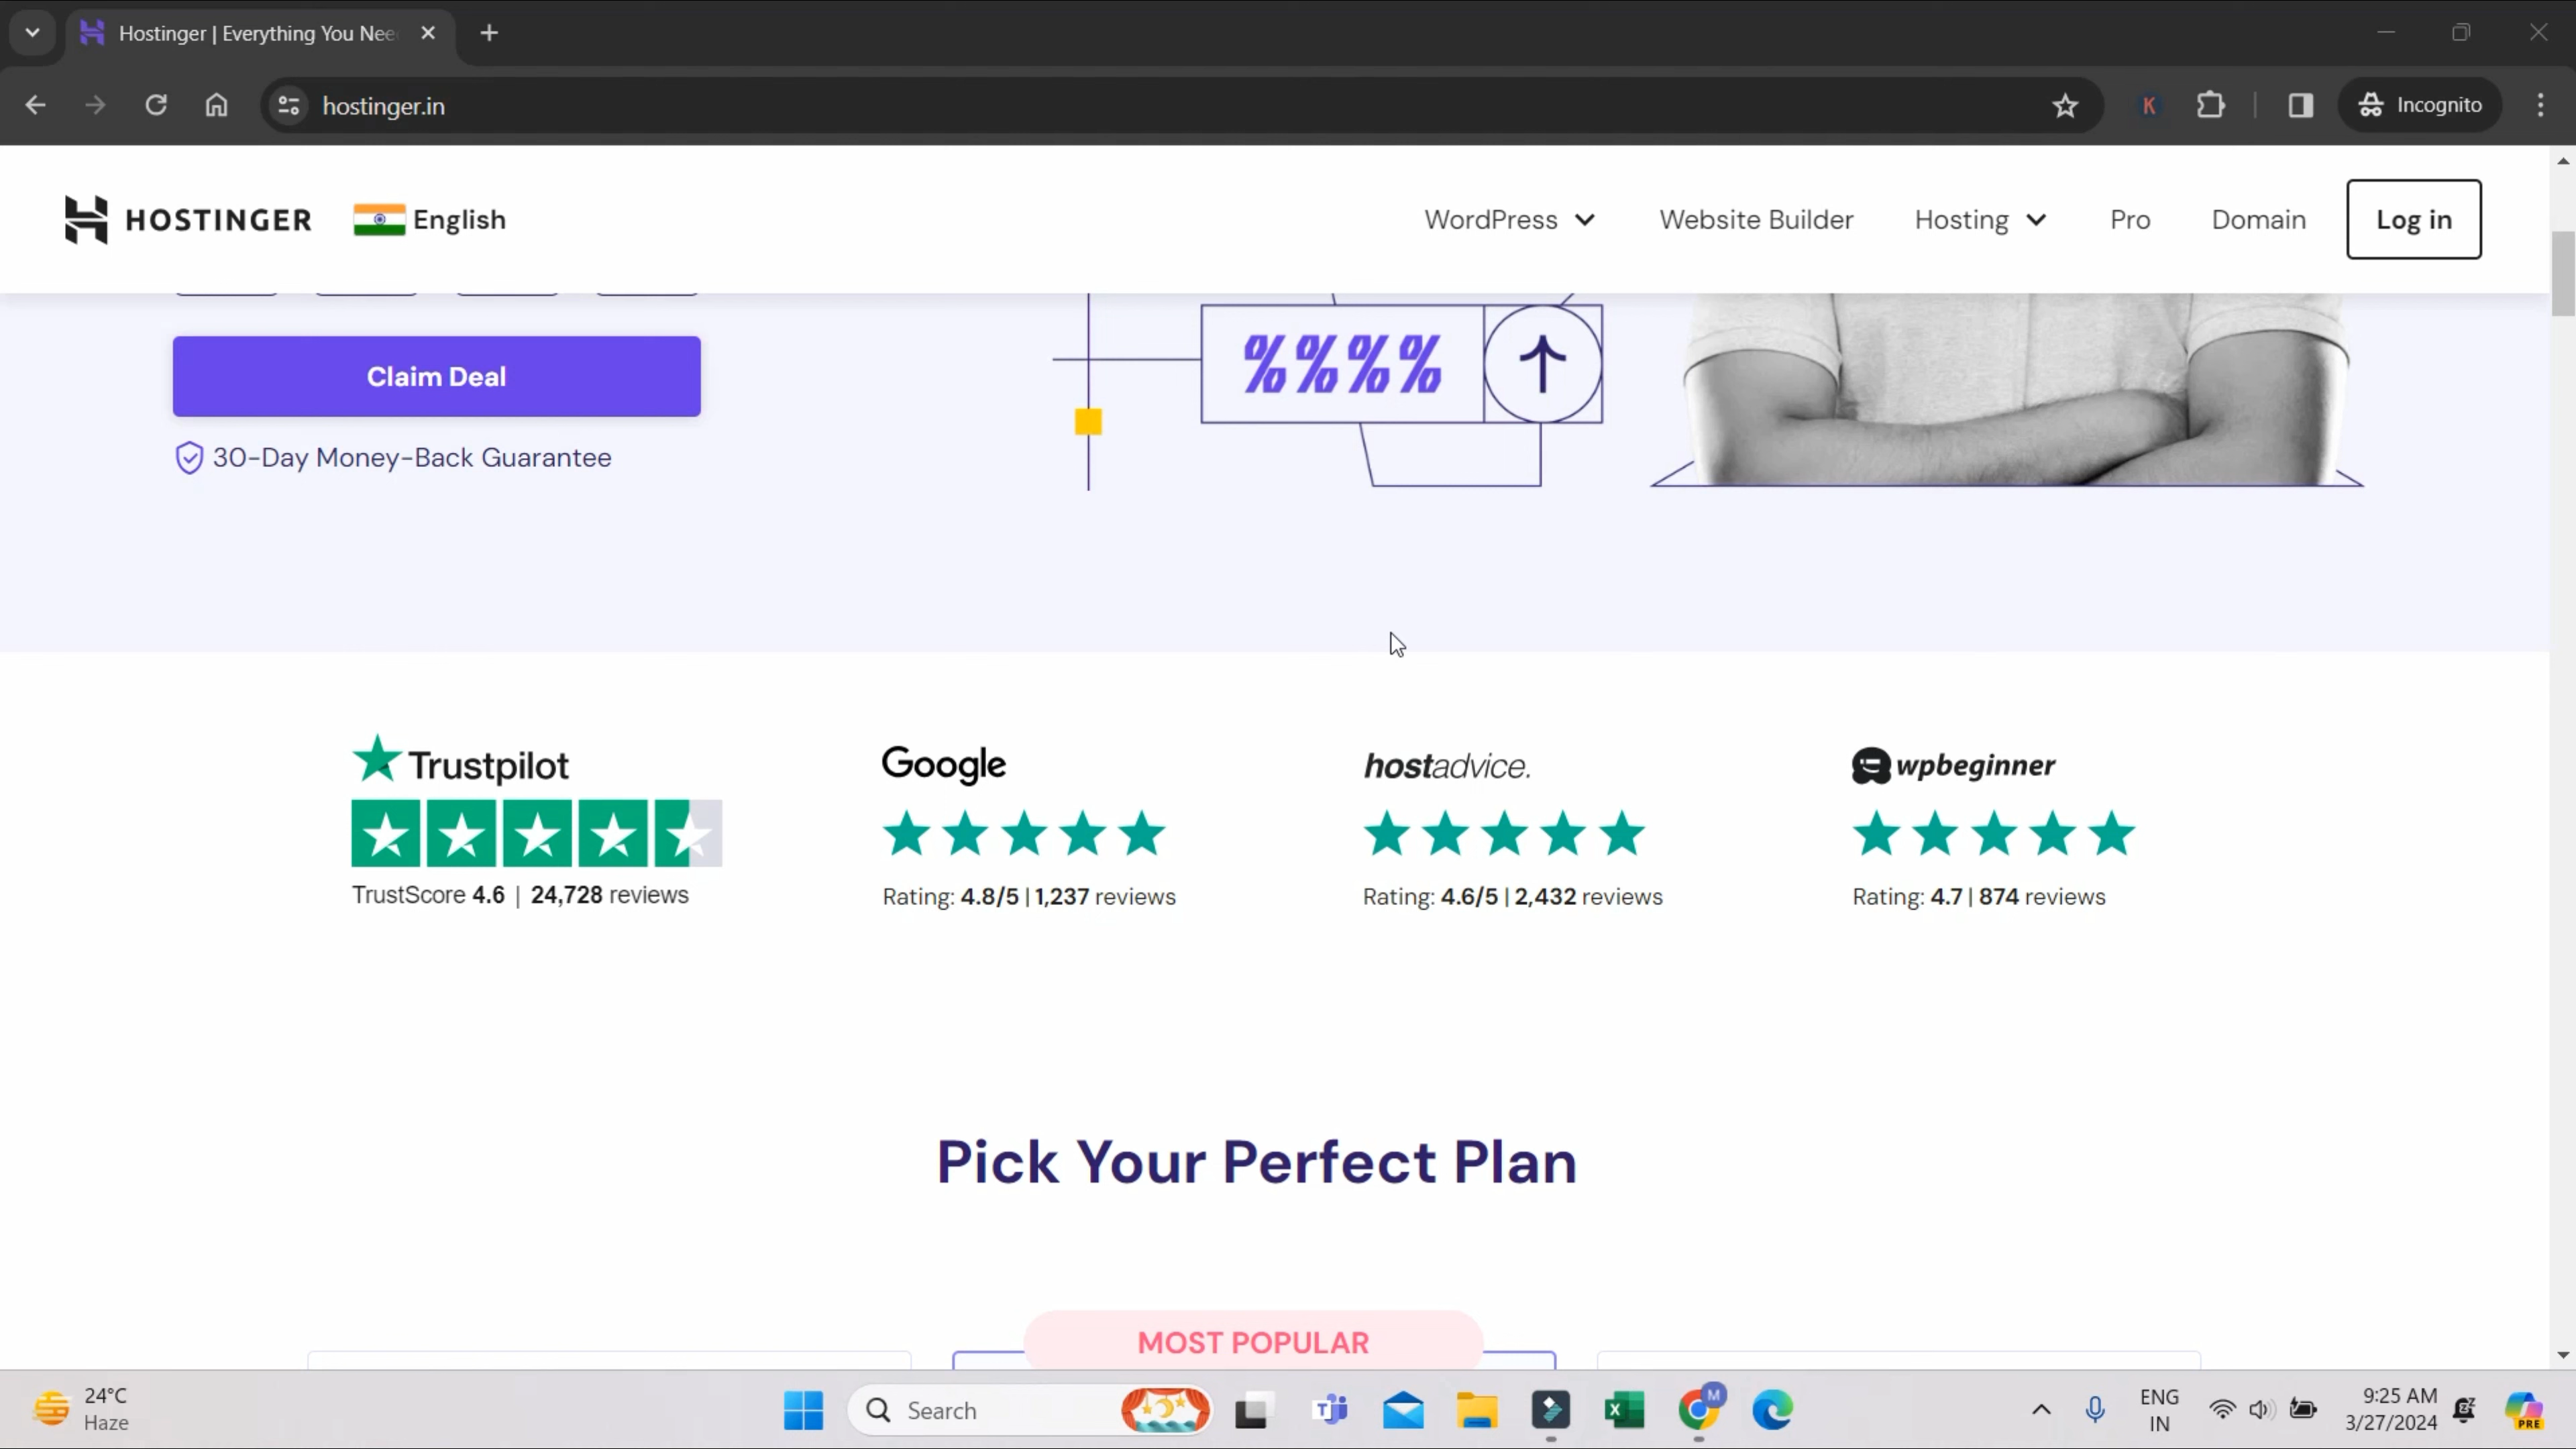 Hostinger | Everything You Nee
hostinger.in
K
Incognito
HOSTINGER
English
WordPress
Website Builder
Hosting
Pro
Domain
Log in
Claim Deal
%%%%
30-Day Money-Back Guarantee
Trustpilot
Google
hostadvice.
wpbeginner
TrustScore 4.6 | 24,728 reviews
Rating: 4.8/5 | 1,237 reviews
Rating: 4.6/5 | 2,432 reviews
Rating: 4.7 | 874 reviews
Pick Your Perfect Plan
MOST POPULAR
24°C
Haze
Search
T
X
M
ENG
IN
9:25 AM
3/27/2024
PRE